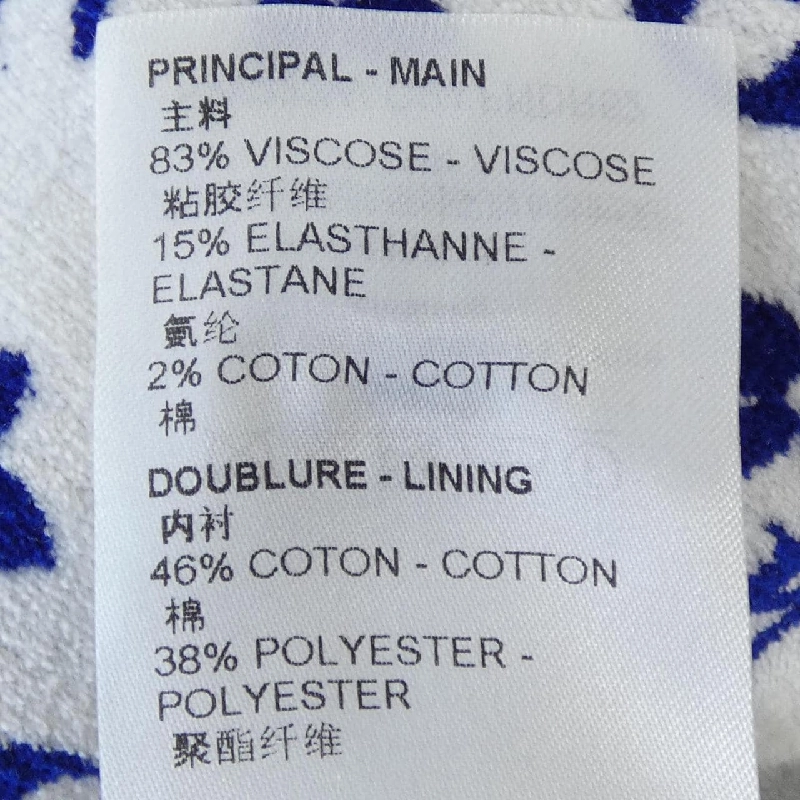 PRINCIPAL - MAIN
主料
83% VISCOSE - VISCOSE
粘胶纤维
15% ELASTHANNE -
ELASTANE
氨纶
2% COTON - COTTON
棉
DOUBLURE - LINING
内衬
46% COTON - COTTON
棉
38% POLYESTER -
POLYESTER
聚酯纤维